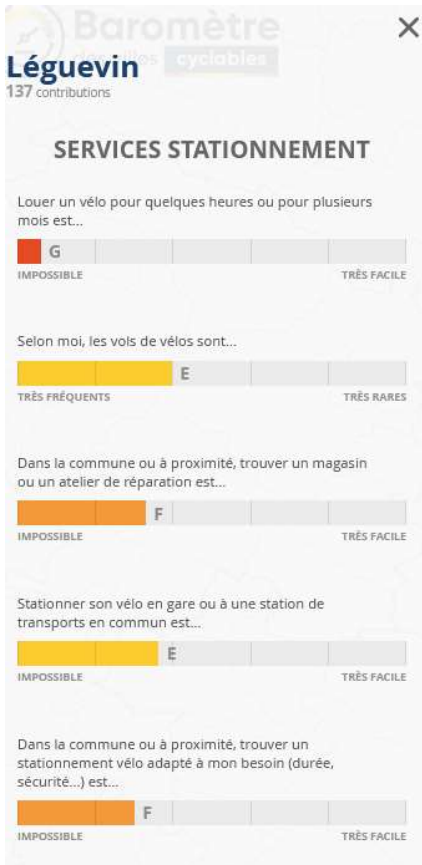 Baromètre
des villes cyclables
Léguevin
137 contributions
SERVICES STATIONNEMENT
Louer un vélo pour quelques heures ou pour plusieurs
mois est...
G
IMPOSSIBLE TRÈS FACILE
Selon moi, les vols de vélos sont...
E
TRÈS FRÉQUENTS TRÈS RARES
Dans la commune ou à proximité, trouver un magasin
ou un atelier de réparation est...
F
IMPOSSIBLE TRÈS FACILE
Stationner son vélo en gare ou à une station de
transports en commun est...
E
IMPOSSIBLE TRÈS FACILE
Dans la commune ou à proximité, trouver un
stationnement vélo adapté à mon besoin (durée,
sécurité...) est...
F
IMPOSSIBLE TRÈS FACILE